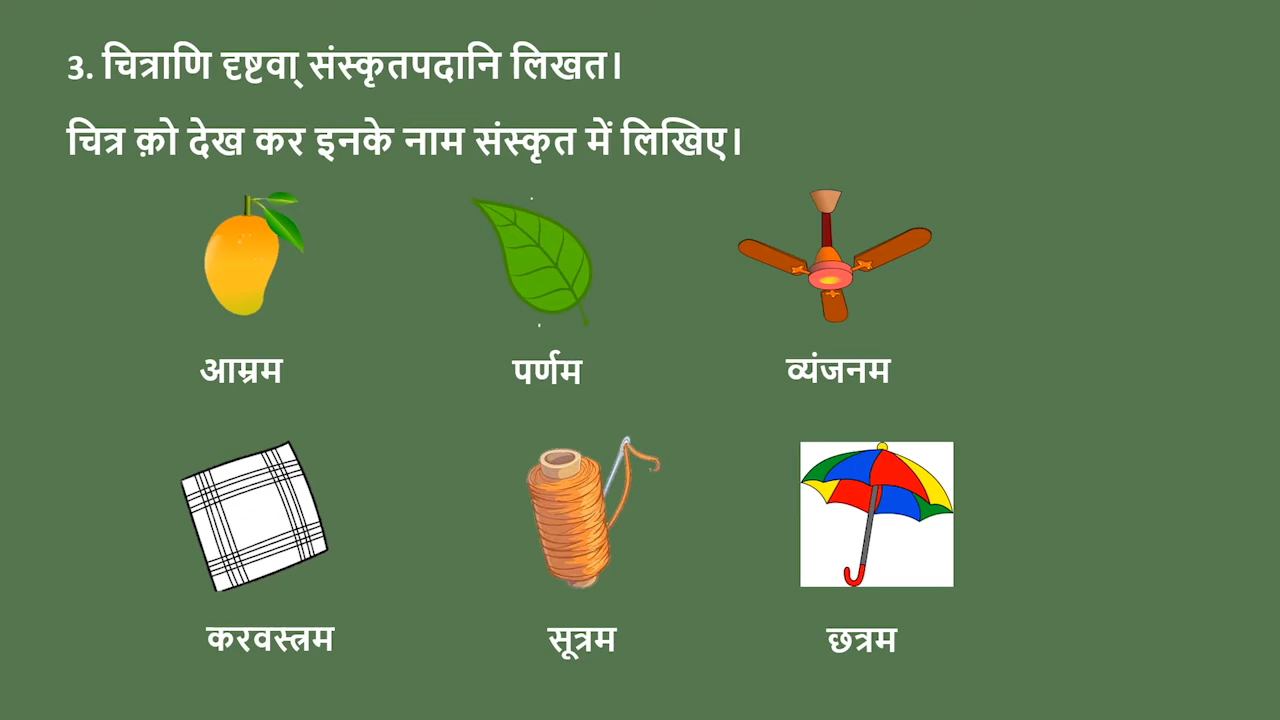 3. चित्राणि दृष्टवा् संस्कृतपदानि लिखत।
चित्र क़ो देख कर इनके नाम संस्कृत में लिखिए।
आम्रम पर्णम व्यंजनम
करवस्त्रम सूत्रम छत्रम